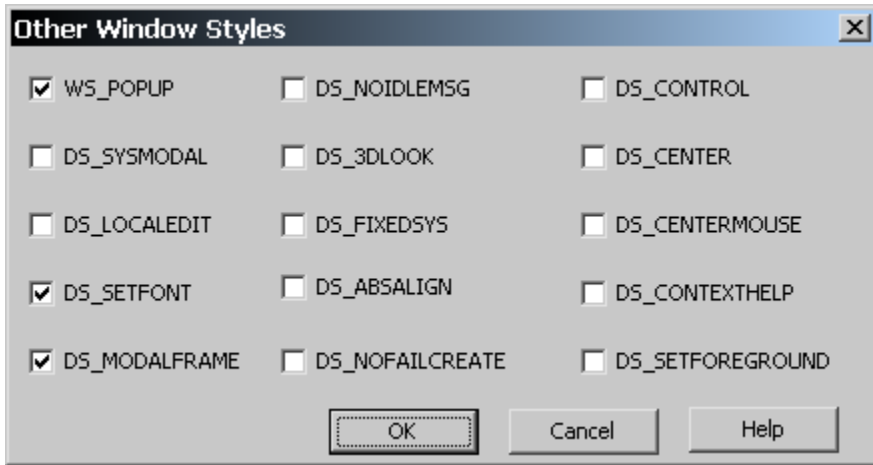 Other Window Styles
WS_POPUP DS_NOIDLEMSG DS_CONTROL
DS_SYSMODAL DS_3DLOOK DS_CENTER
DS_LOCALEDIT DS_FIXEDSYS DS_CENTERMOUSE
DS_SETFONT DS_ABSALIGN DS_CONTEXTHELP
DS_MODALFRAME DS_NOFAILCREATE DS_SETFOREGROUND
OK Cancel Help